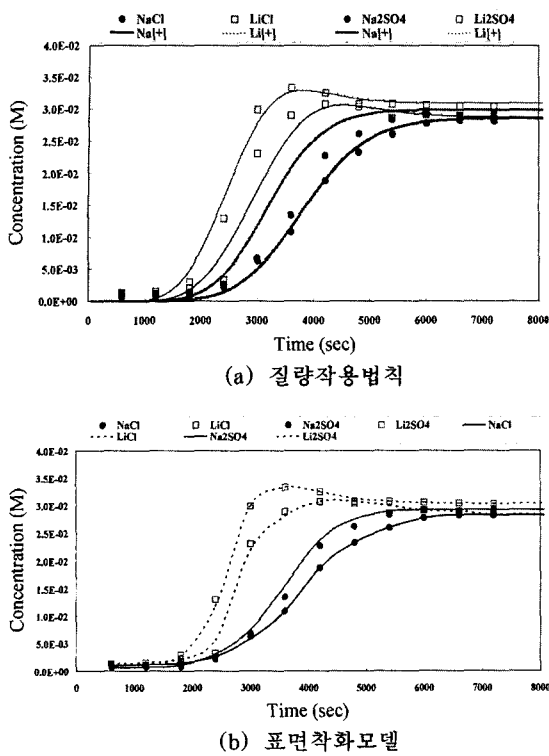 NaCl LiCl Na2SO4 Li2SO4
Na[+] Li[+] Na[+] Li[+]
Concentration (M)
4.0E-02
3.5E-02
3.0E-02
2.5E-02
2.0E-02
1.5E-02
1.0E-02
5.0E-03
0.0E+00
0 1000 2000 3000 4000 5000 6000 7000 8000
Time (sec)
(a) 질량작용법칙
NaCl LiCl Na2SO4 Li2SO4 NaCl
LiCl Na2SO4 Li2SO4
Concentration (M)
4.0E-02
3.5E-02
3.0E-02
2.5E-02
2.0E-02
1.5E-02
1.0E-02
5.0E-03
0.0E+00
0 1000 2000 3000 4000 5000 6000 7000 8000
Time (sec)
(b) 표면착화모델